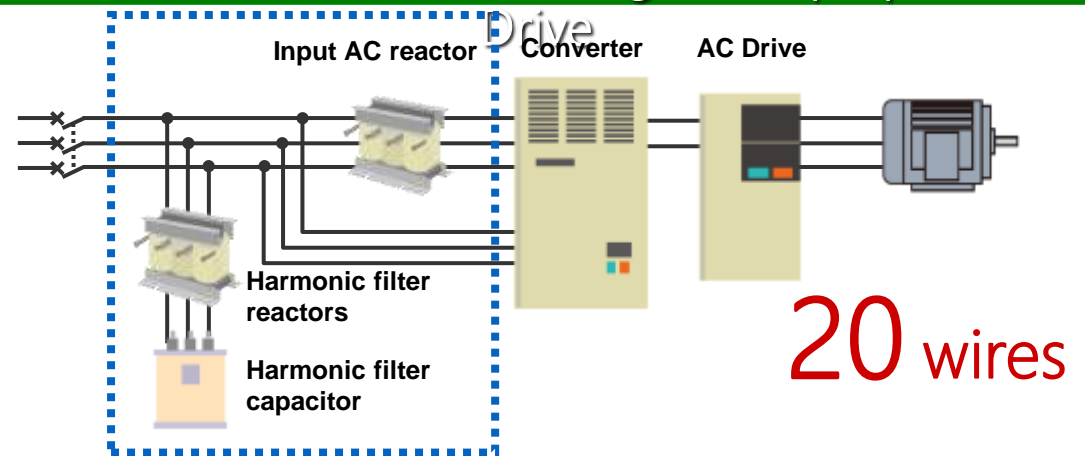 Drive
Input AC reactor
Converter
AC Drive
Harmonic filter
reactors
Harmonic filter
capacitor
20 wires